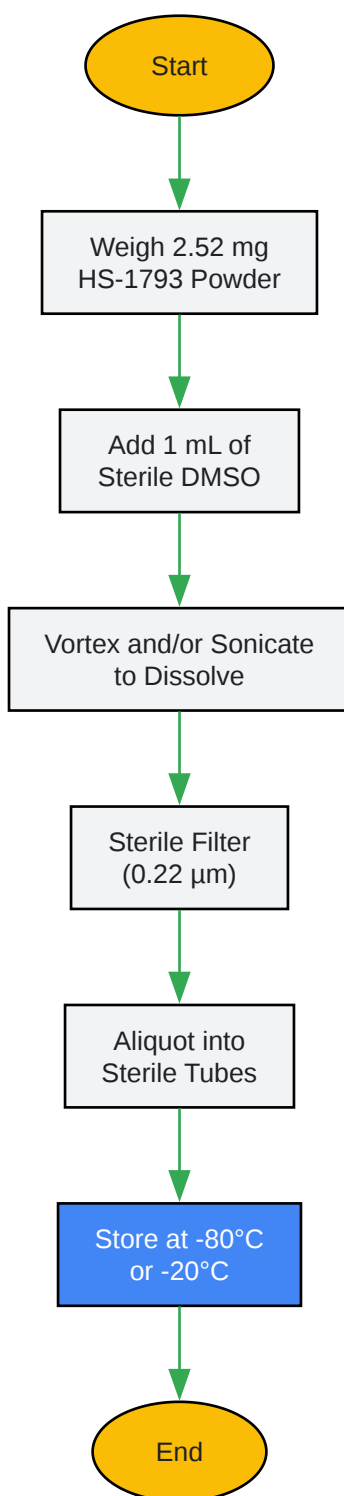 Start
Weigh 2.52 mg
HS-1793 Powder
Add 1 mL of
Sterile DMSO
Vortex and/or Sonicate
to Dissolve
Sterile Filter
(0.22 µm)
Aliquot into
Sterile Tubes
Store at -80°C
or -20°C
End